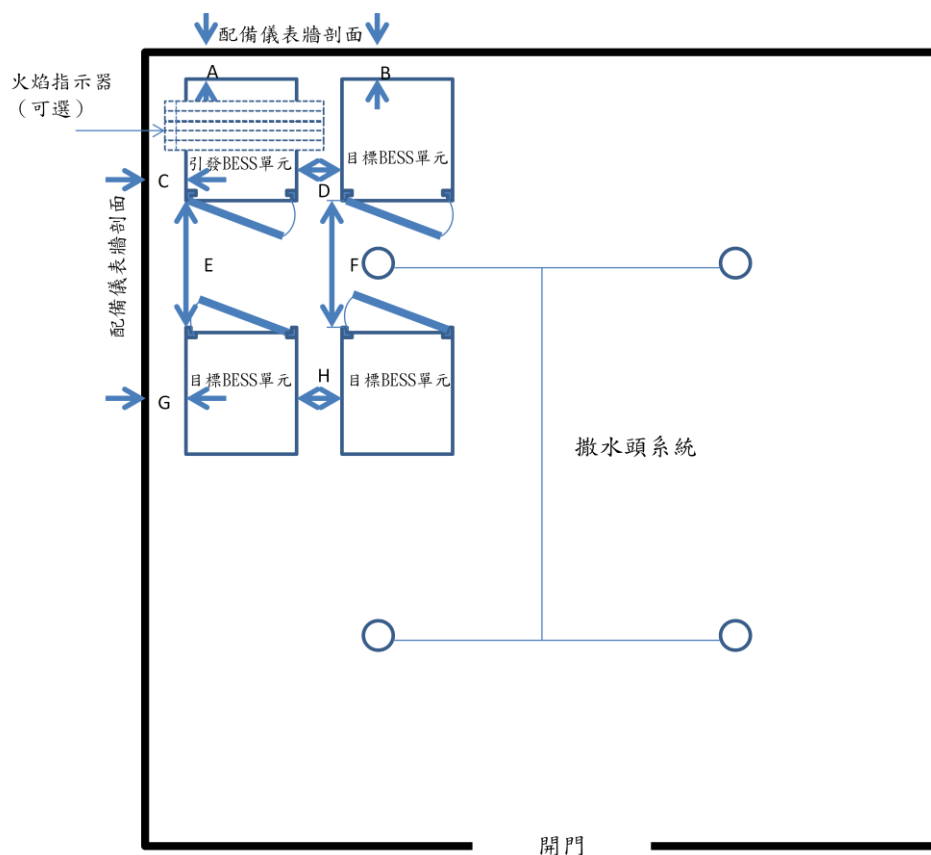 配備儀表牆剖面
火焰指示器
（可選）
A
B
引發BESS單元
目標BESS單元
C
D
配備儀表牆剖面
E
F
目標BESS單元
H
目標BESS單元
G
撒水頭系統
開門